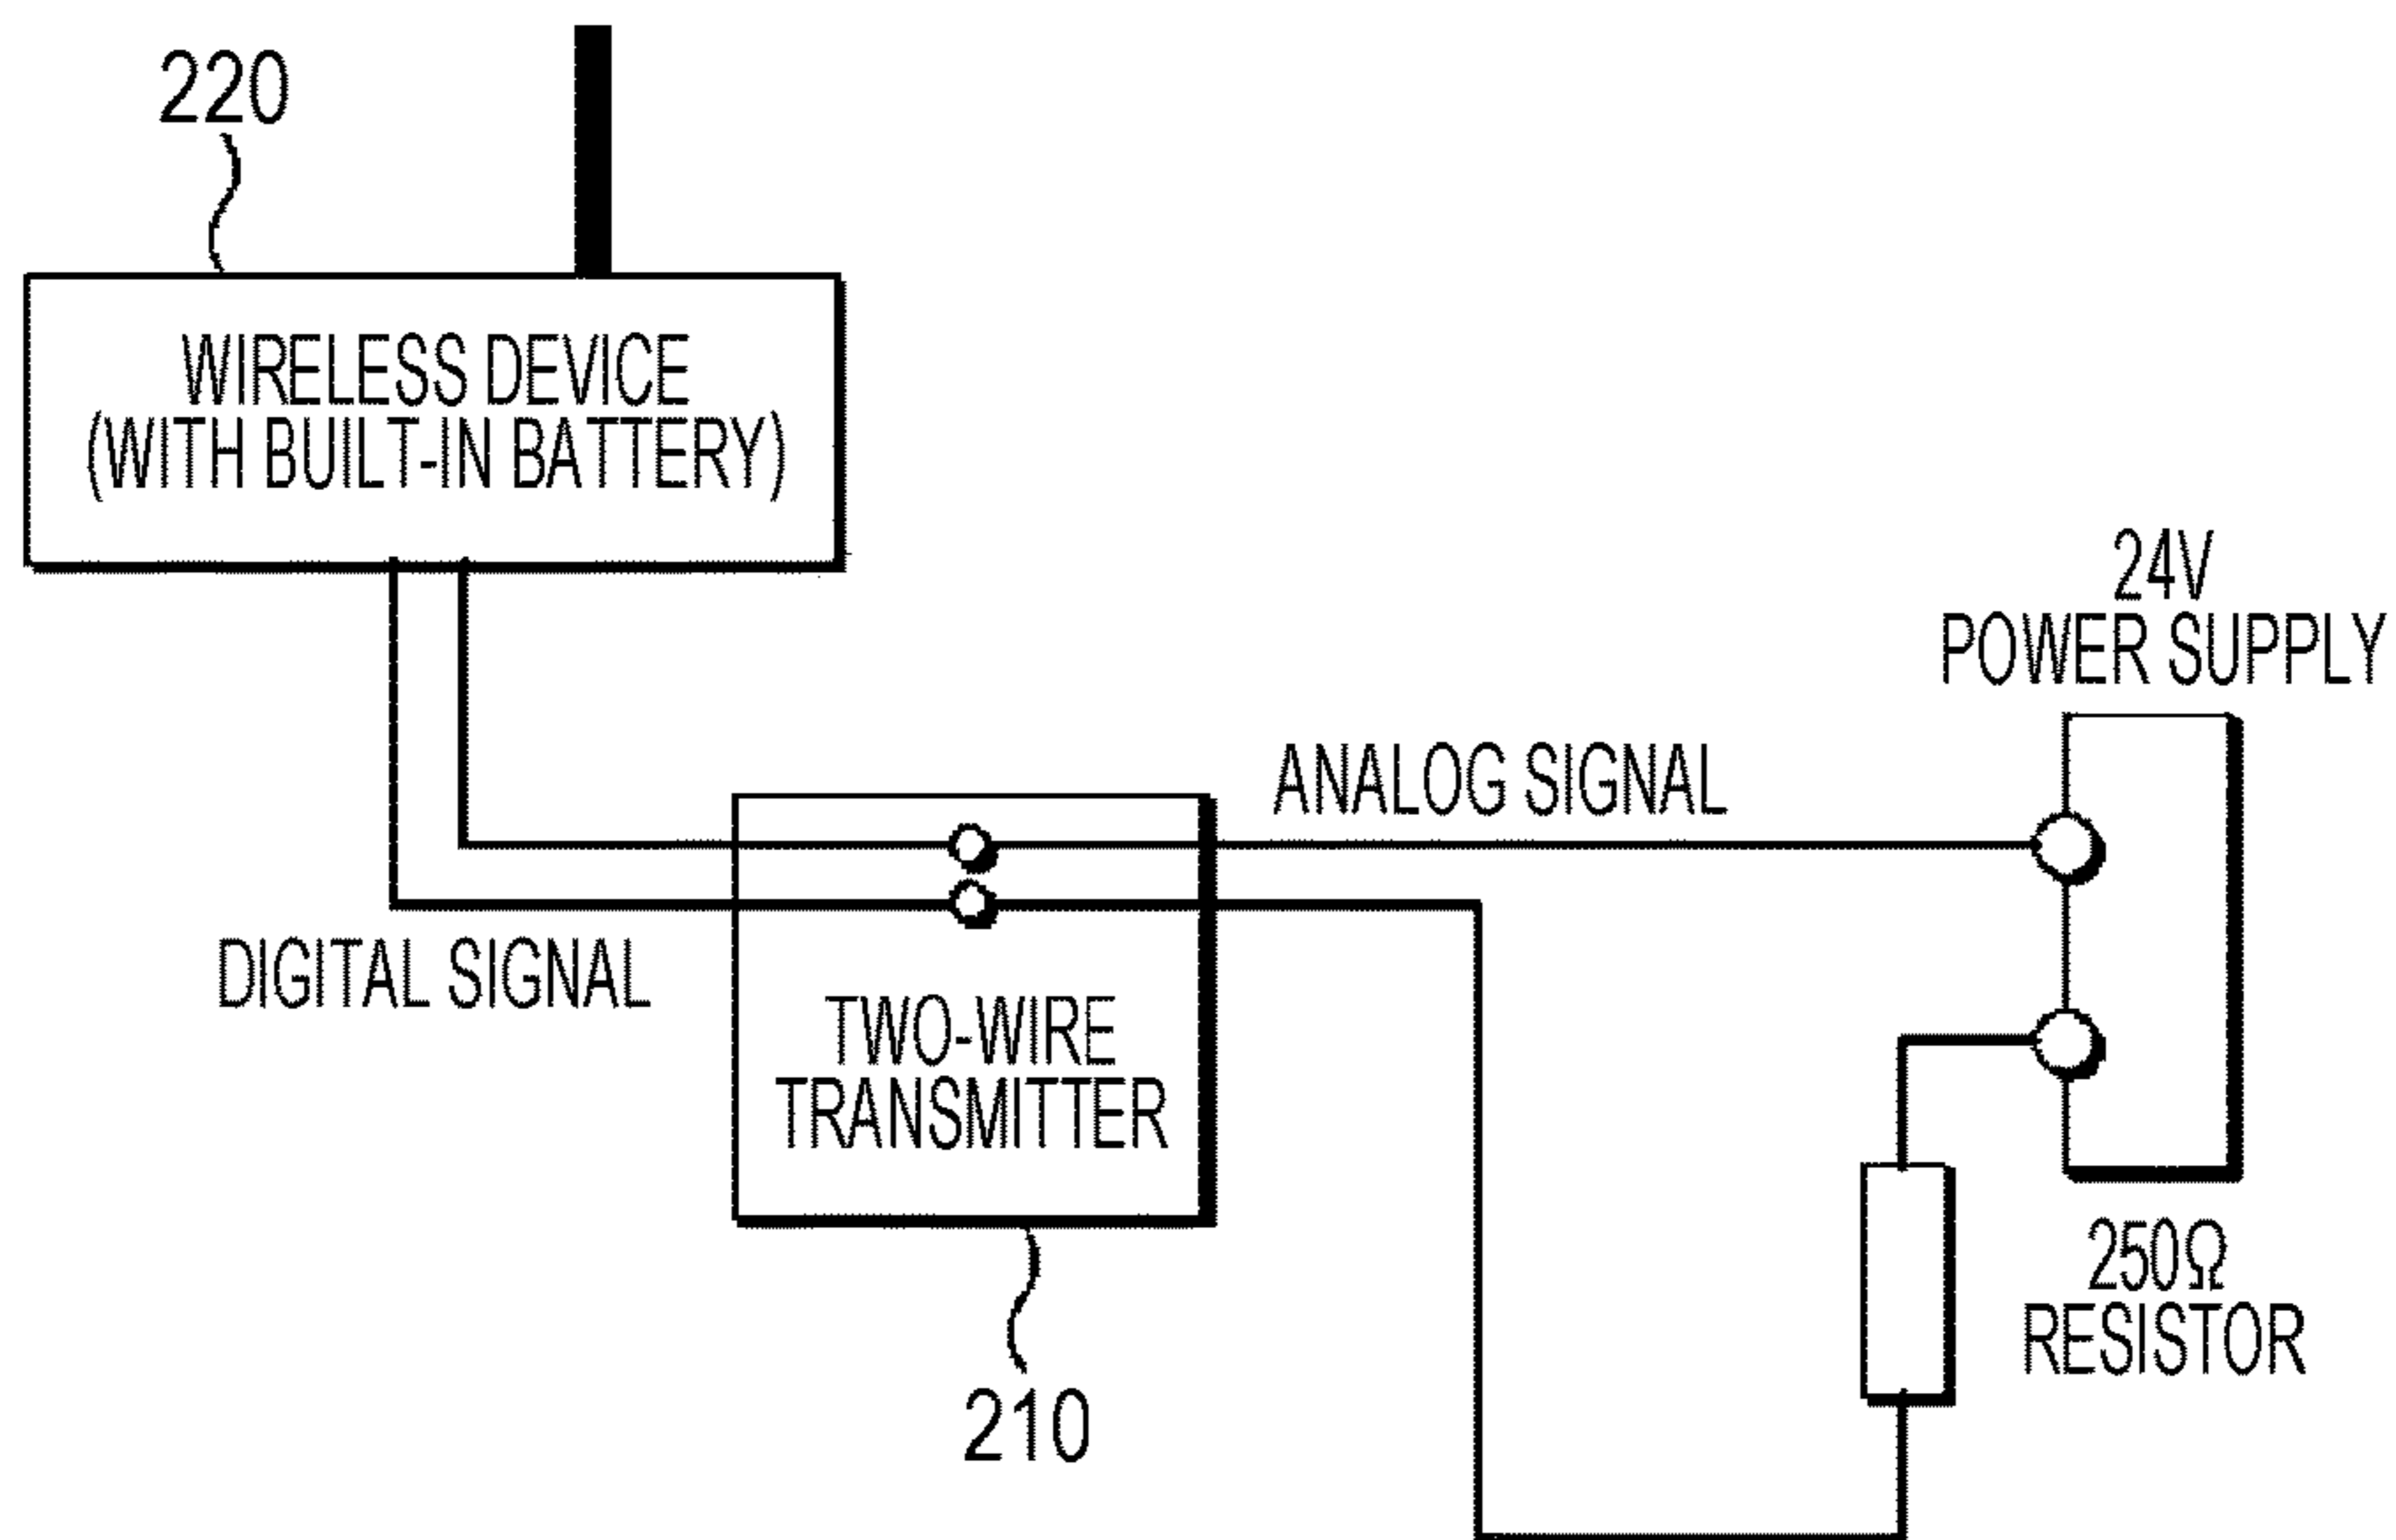 220
WIRELESS DEVICE
(WITH BUILT-IN BATTERY)
24V
POWER SUPPLY
ANALOG SIGNAL
DIGITAL SIGNAL
TWO-WIRE
TRANSMITTER
250Ω
RESISTOR
210